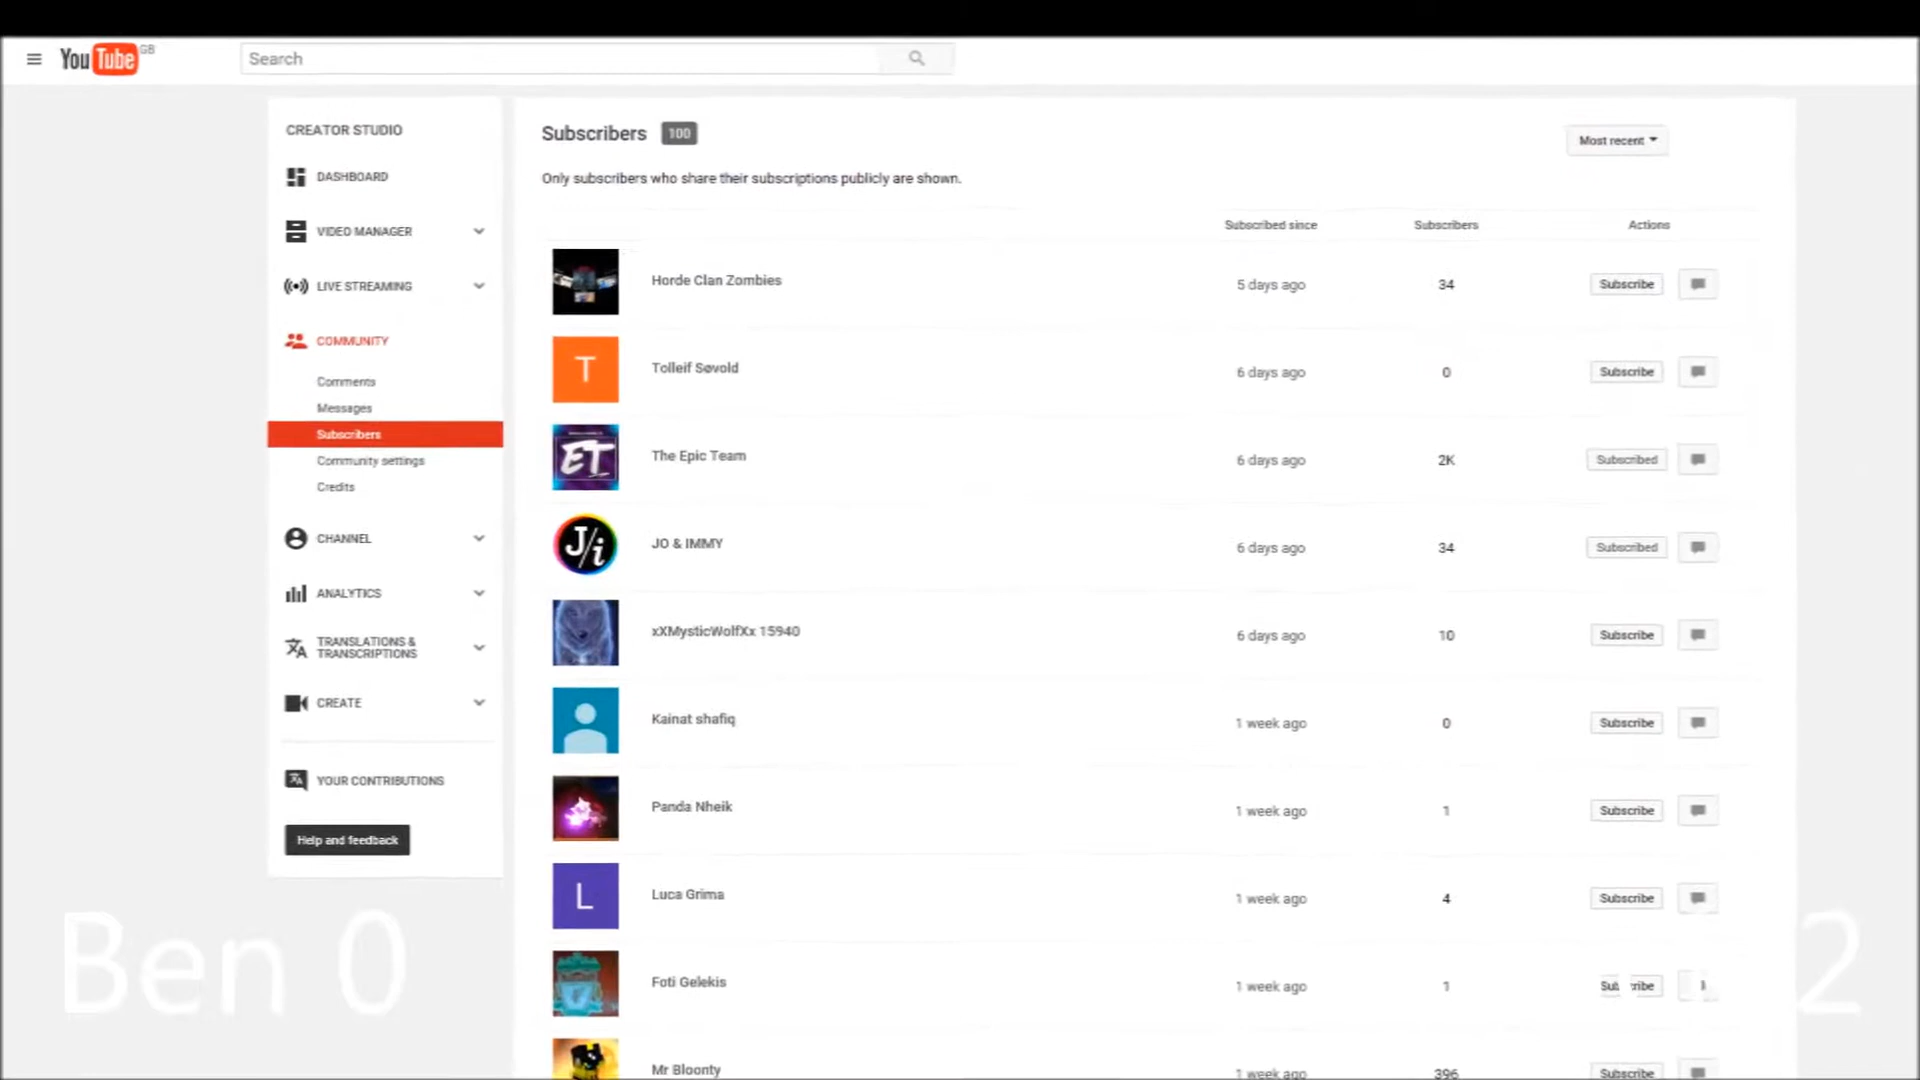 YouTube GB
Search
CREATOR STUDIO
DASHBOARD
VIDEO MANAGER
LIVE STREAMING
COMMUNITY
Comments
Messages
Subscribers
Community settings
Credits
CHANNEL
ANALYTICS
TRANSLATIONS &
TRANSCRIPTIONS
CREATE
YOUR CONTRIBUTIONS
Help and feedback
Subscribers 100
Most recent
Only subscribers who share their subscriptions publicly are shown.
Subscribed since Subscribers Actions
Horde Clan Zombies 5 days ago 34 Subscribe
T Tolleif Søvold 6 days ago 0 Subscribe
ET The Epic Team 6 days ago 2K Subscribed
J/i JO & IMMY 6 days ago 34 Subscribed
xXMysticWolfXx 15940 6 days ago 10 Subscribe
Kainat shafiq 1 week ago 0 Subscribe
Panda Nheik 1 week ago 1 Subscribe
L Luca Grima 1 week ago 4 Subscribe
Foti Gelekis 1 week ago 1 Subscribe
Mr Bloonty 1 week ago 396 Subscribe
Ben 0
2